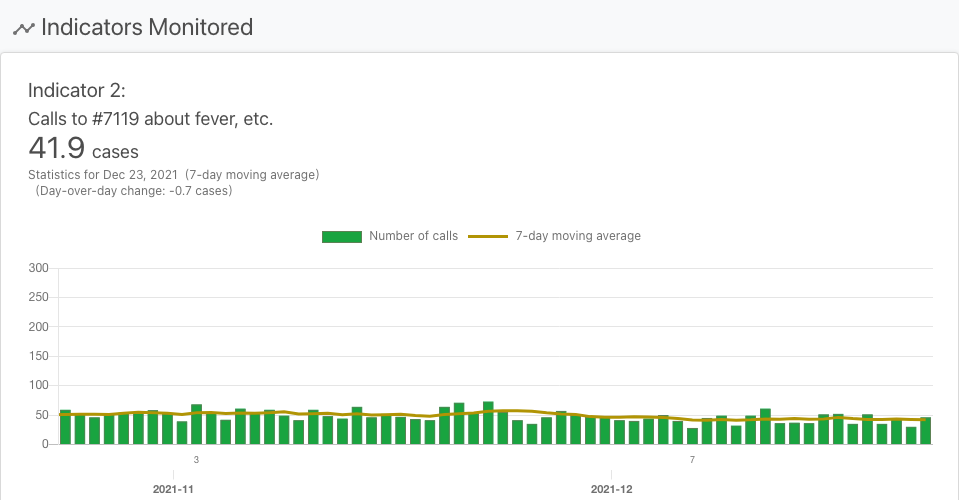 Indicators Monitored
Indicator 2:
Calls to #7119 about fever, etc.
41.9 cases
Statistics for Dec 23, 2021 (7-day moving average)
(Day-over-day change: -0.7 cases)
Number of calls 7-day moving average
300
250
200
150
100
50
0
3 7
2021-11 2021-12